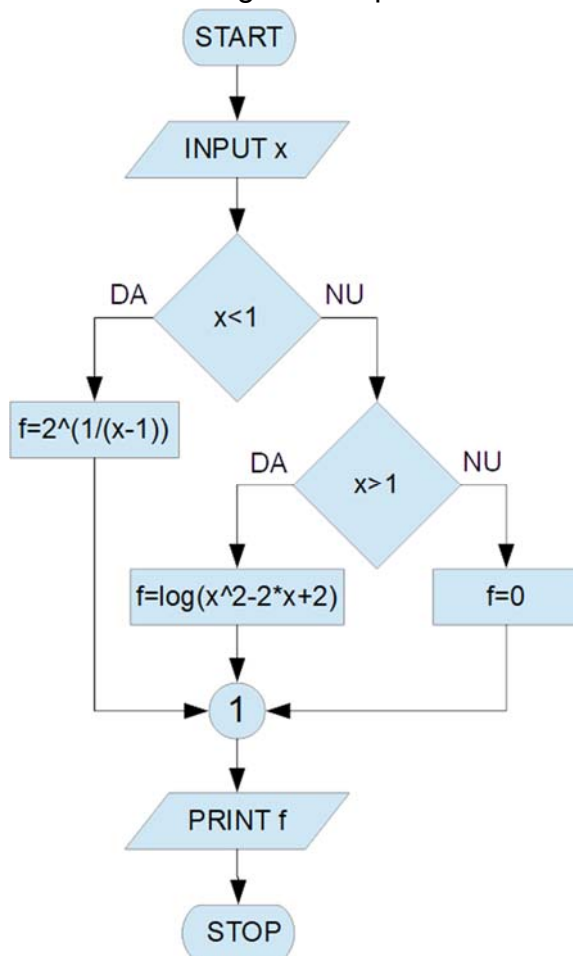 START
INPUT x
DA
NU
x<1
f=2^(1/(x-1))
DA
NU
x>1
f=log(x^2-2*x+2)
f=0
1
PRINT f
STOP